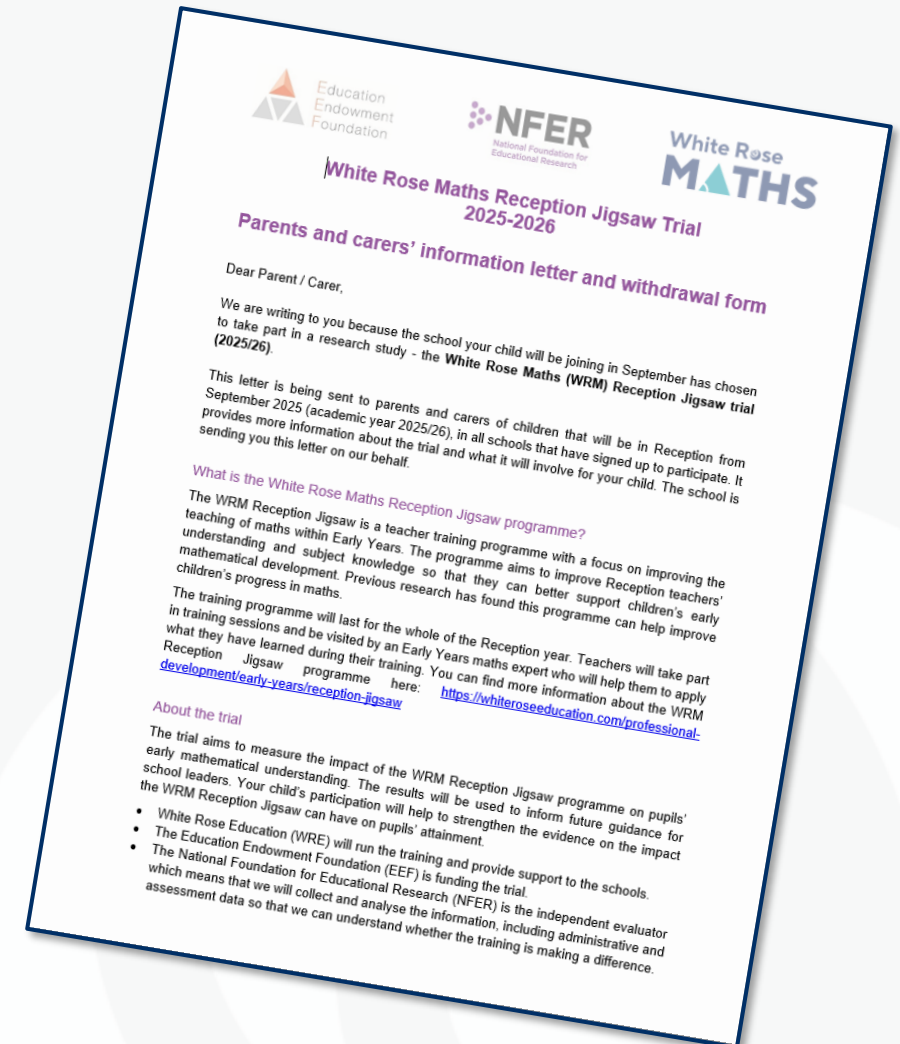 Education
Endowment
Foundation
NFER
National Foundation for
Educational Research
White Rose
MATHS
White Rose Maths Reception Jigsaw Trial
2025-2026
Parents and carers’ information letter and withdrawal form
Dear Parent / Carer,
We are writing to you because the school your child will be joining in September has chosen
to take part in a research study - the White Rose Maths (WRM) Reception Jigsaw trial
(2025/26).
This letter is being sent to parents and carers of children that will be in Reception from
September 2025 (academic year 2025/26), in all schools that have signed up to participate. It
provides more information about the trial and what it will involve for your child. The school is
sending you this letter on our behalf.
What is the White Rose Maths Reception Jigsaw programme?
The WRM Reception Jigsaw is a teacher training programme with a focus on improving the
teaching of maths within Early Years. The programme aims to improve Reception teachers’
understanding and subject knowledge so that they can better support children’s early
mathematical development. Previous research has found this programme can help improve
children’s progress in maths.
The training programme will last for the whole of the Reception year. Teachers will take part
in training sessions and be visited by an Early Years maths expert who will help them to apply
what they have learned during their training. You can find more information about the WRM
Reception Jigsaw programme here: https://whiteroseeducation.com/professional-
development/early-years/reception-jigsaw
About the trial
The trial aims to measure the impact of the WRM Reception Jigsaw programme on pupils’
early mathematical understanding. The results will be used to inform future guidance for
school leaders. Your child’s participation will help to strengthen the evidence on the impact
the WRM Reception Jigsaw can have on pupils’ attainment.
• White Rose Education (WRE) will run the training and provide support to the schools.
• The Education Endowment Foundation (EEF) is funding the trial.
• The National Foundation for Educational Research (NFER) is the independent evaluator
which means that we will collect and analyse the information, including administrative and
assessment data so that we can understand whether the training is making a difference.